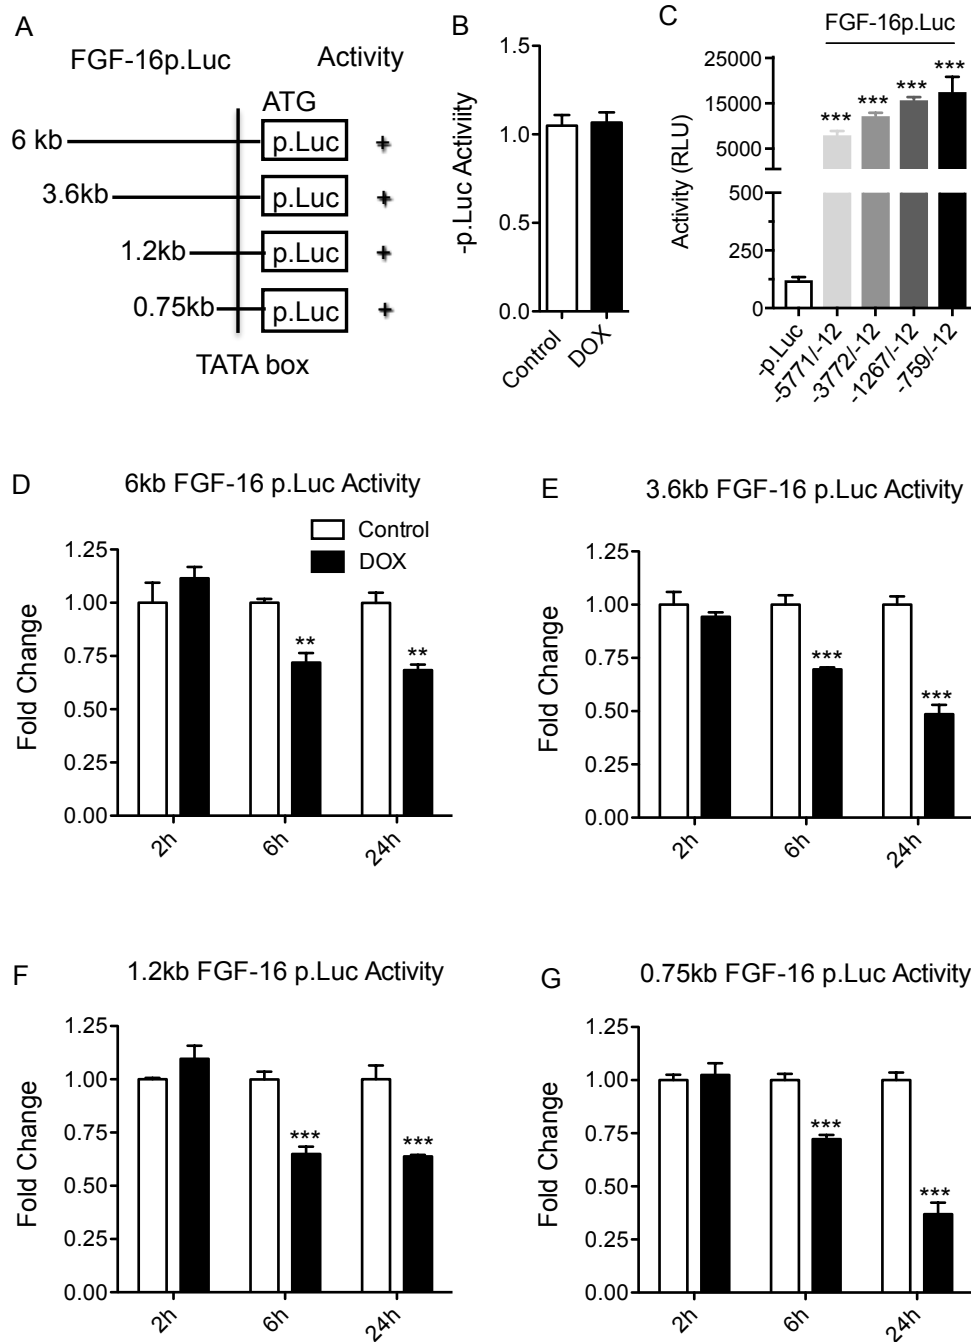 A
FGF-16p.Luc
Activity
ATG
6 kb
p.Luc
+
3.6kb
p.Luc
+
1.2kb
p.Luc
+
0.75kb
p.Luc
+
TATA box
B
-p.Luc Activiity
1.5
1.0
0.5
0.0
Control
DOX
C
FGF-16p.Luc
Activity (RLU)
25000
15000
5000
500
250
0
***
***
***
***
-p.Luc
-5771/-12
-3772/-12
-1267/-12
-759/-12
D
6kb FGF-16 p.Luc Activity
Control
DOX
Fold Change
1.25
1.00
0.75
0.50
0.25
0.00
**
**
2h
6h
24h
E
3.6kb FGF-16 p.Luc Activity
Fold Change
1.25
1.00
0.75
0.50
0.25
0.00
***
***
2h
6h
24h
F
1.2kb FGF-16 p.Luc Activity
Fold Change
1.25
1.00
0.75
0.50
0.25
0.00
***
***
2h
6h
24h
G
0.75kb FGF-16 p.Luc Activity
Fold Change
1.25
1.00
0.75
0.50
0.25
0.00
***
***
2h
6h
24h